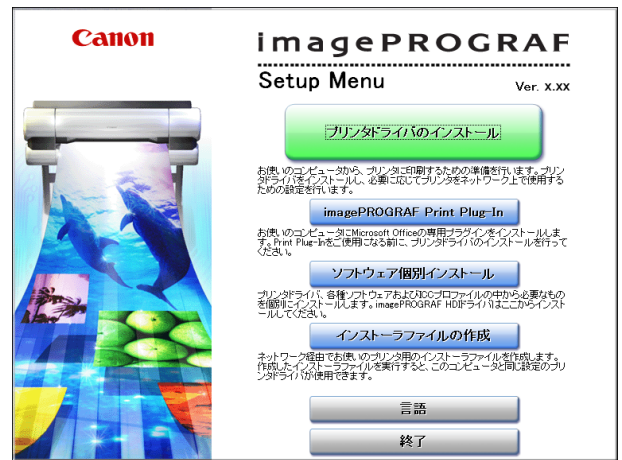 Canon
imagePROGRAF
Setup Menu
Ver. X.XX
プリンタドライバのインストール
お使いのコンピュータから、プリンタに印刷するための準備を行います。プリン
タドライバをインストールし、必要に応じてプリンタをネットワーク上で使用する
ための設定を行います。
imagePROGRAF Print Plug-In
お使いのコンピュータにMicrosoft Officeの専用プラグインをインストールしま
す。Print Plug-Inをご使用になる前に、プリンタドライバのインストールを行って
ください。
ソフトウェア個別インストール
プリンタドライバ、各種ソフトウェアおよびICCプロファイルの中から必要なもの
を個別にインストールします。imagePROGRAF HDIドライバはここからインスト
ールしてください。
インストーラファイルの作成
ネットワーク経由でお使いのプリンタ用のインストーラファイルを作成します。
作成したインストーラファイルを実行すると、このコンピュータと同じ設定のプリ
ンタドライバが使用できます。
言語
終了